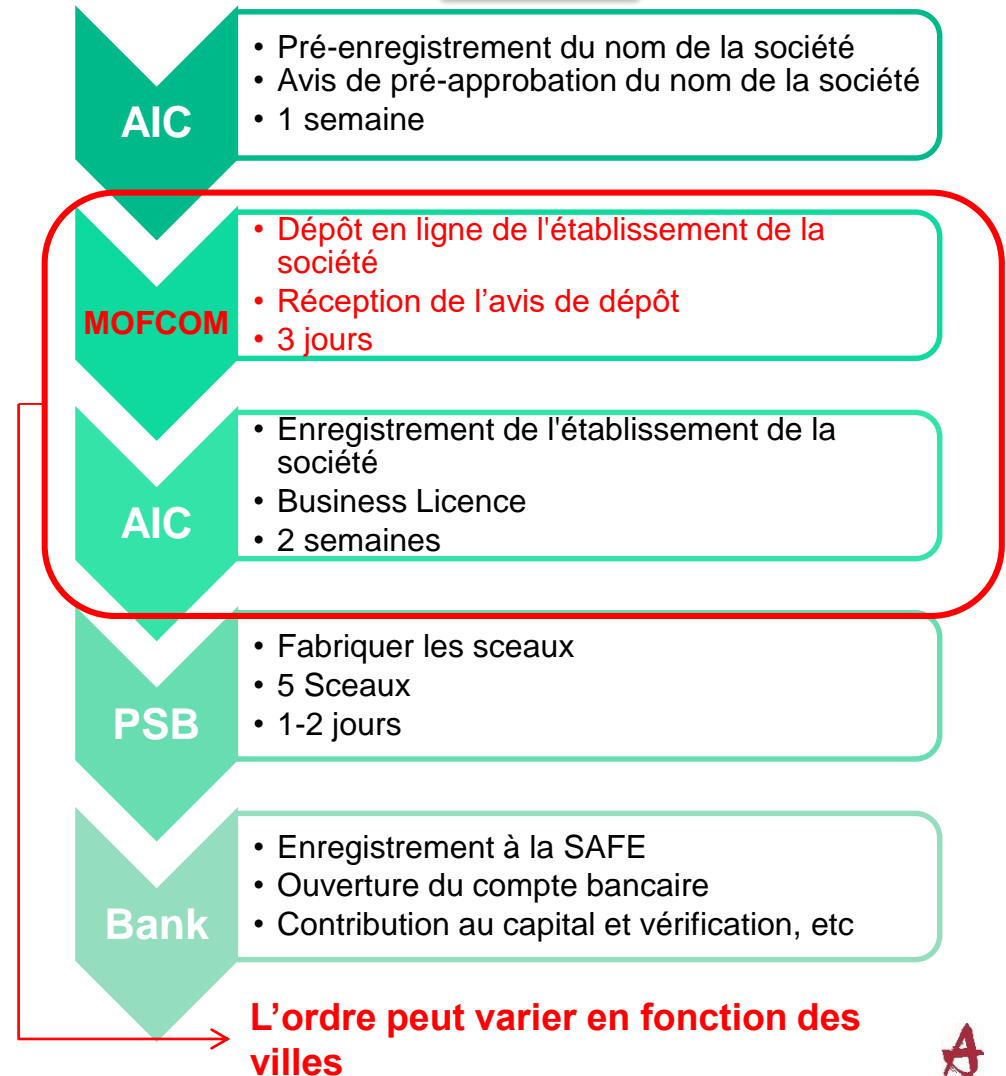 AIC
• Pré-enregistrement du nom de la société
• Avis de pré-approbation du nom de la société
• 1 semaine
MOFCOM
• Dépôt en ligne de l'établissement de la
société
• Réception de l’avis de dépôt
• 3 jours
AIC
• Enregistrement de l'établissement de la
société
• Business Licence
• 2 semaines
PSB
• Fabriquer les sceaux
• 5 Sceaux
• 1-2 jours
Bank
• Enregistrement à la SAFE
• Ouverture du compte bancaire
• Contribution au capital et vérification, etc
L’ordre peut varier en fonction des
villes